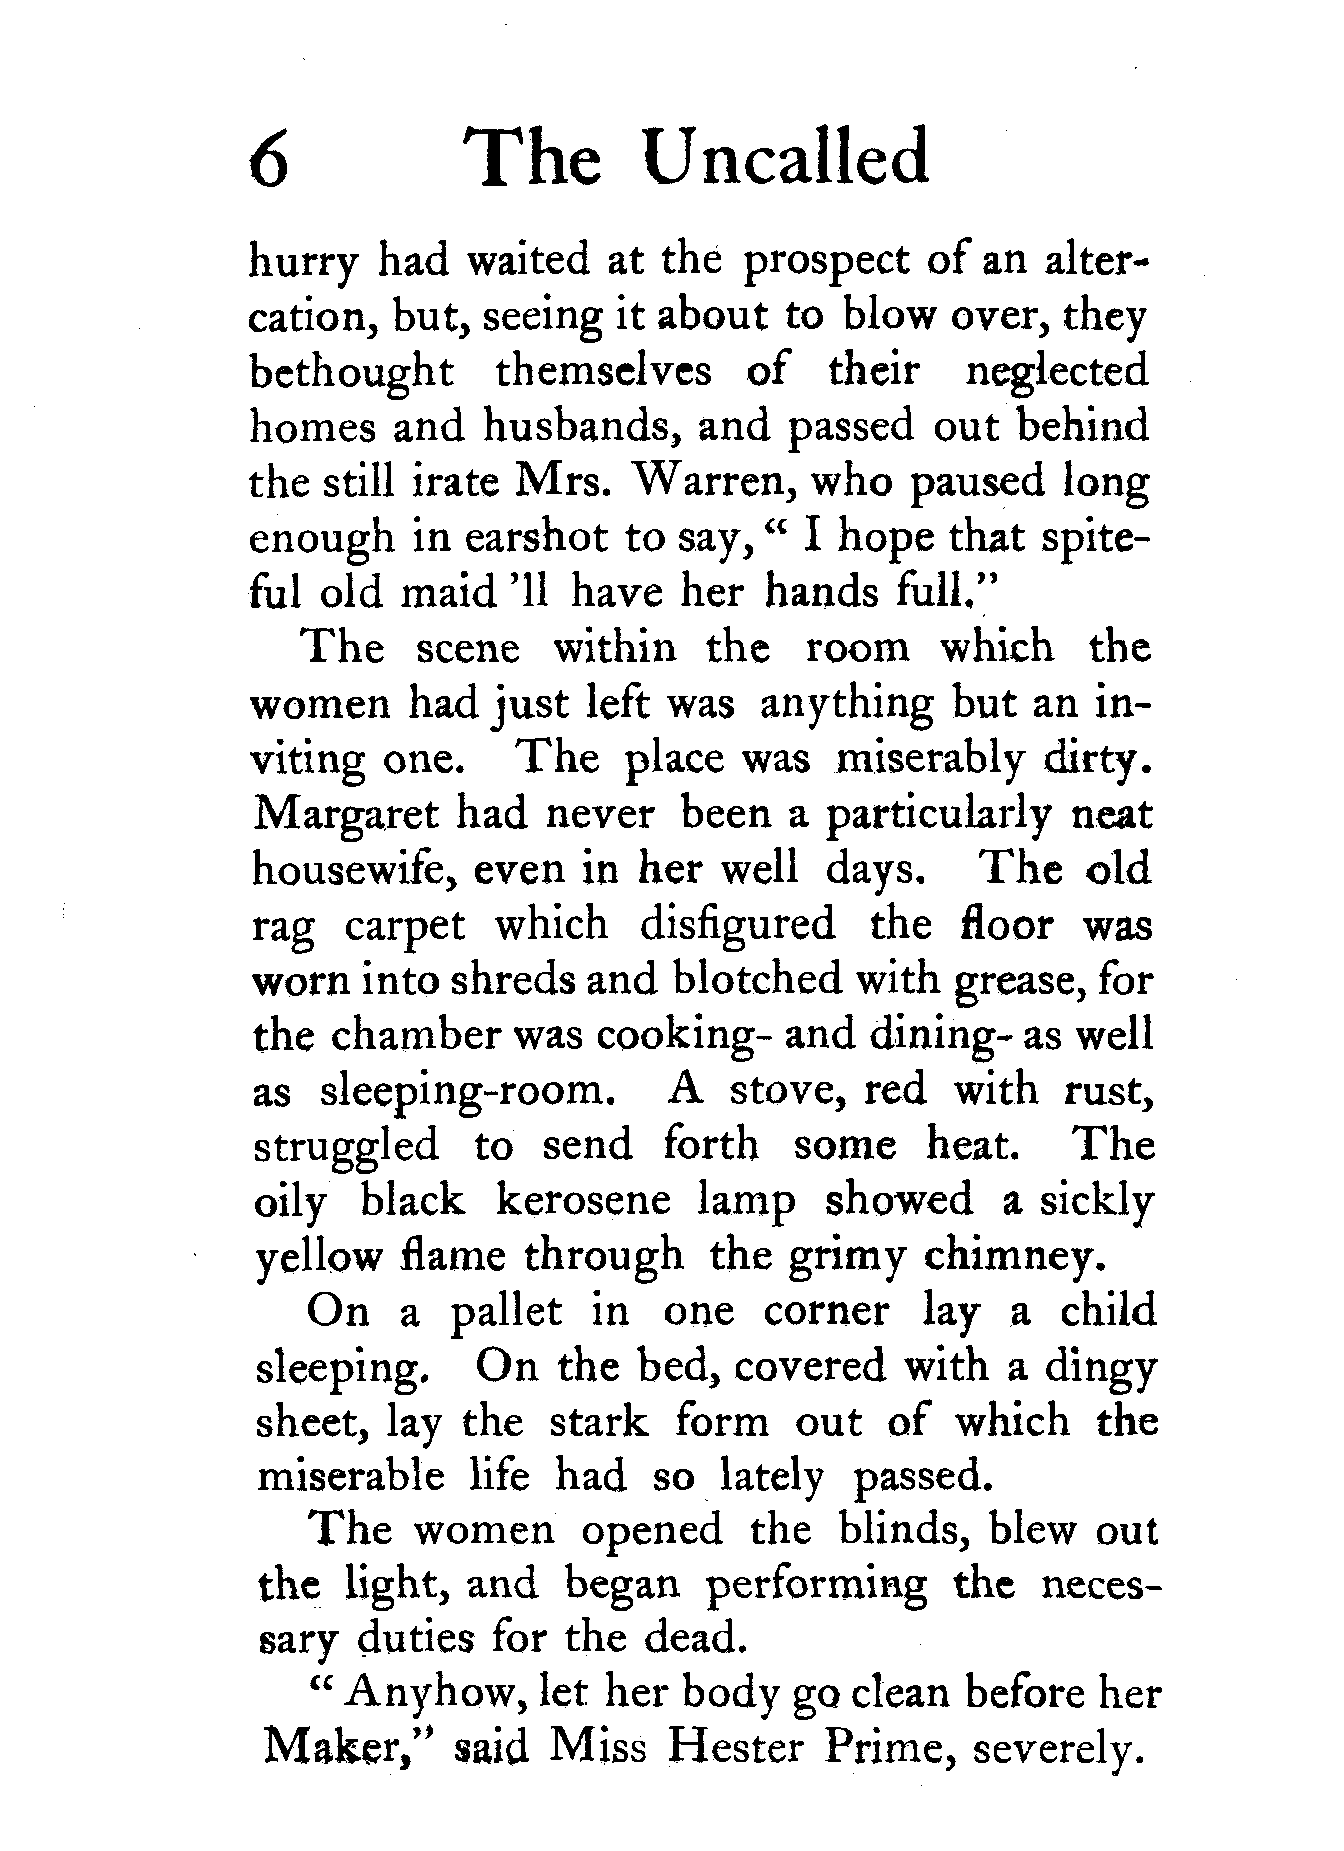 6 The Uncalled
hurry had waited at the prospect of an alter-
cation, but, seeing it about to blow over, they
bethought themselves of their neglected
homes and husbands, and passed out behind
the still irate Mrs. Warren, who paused long
enough in earshot to say, “ I hope that spite-
ful old maid ’ll have her hands full.”
The scene within the room which the
women had just left was anything but an in-
viting one. The place was miserably dirty.
Margaret had never been a particularly neat
housewife, even in her well days. The old
rag carpet which disfigured the floor was
worn into shreds and blotched with grease, for
the chamber was cooking- and dining- as well
as sleeping-room. A stove, red with rust,
struggled to send forth some heat. The
oily black kerosene lamp showed a sickly
yellow flame through the grimy chimney.
On a pallet in one corner lay a child
sleeping. On the bed, covered with a dingy
sheet, lay the stark form out of which the
miserable life had so lately passed.
The women opened the blinds, blew out
the light, and began performing the neces-
sary duties for the dead.
“ Anyhow, let her body go clean before her
Maker,” said Miss Hester Prime, severely.